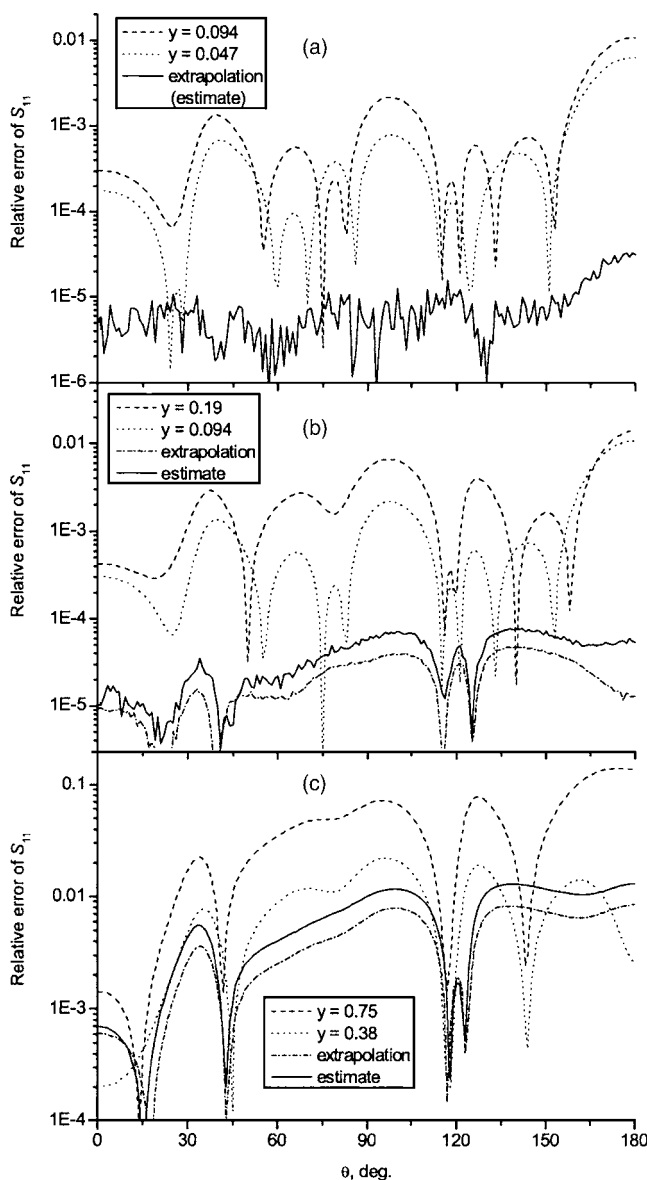 (a)
y = 0.094
y = 0.047
extrapolation
(estimate)
Relative error of S₁₁
0.01
1E-3
1E-4
1E-5
1E-6
(b)
y = 0.19
y = 0.094
extrapolation
estimate
Relative error of S₁₁
0.01
1E-3
1E-4
1E-5
(c)
Relative error of S₁₁
0.1
0.01
1E-3
1E-4
y = 0.75
y = 0.38
extrapolation
estimate
0 30 60 90 120 150 180
θ, deg.